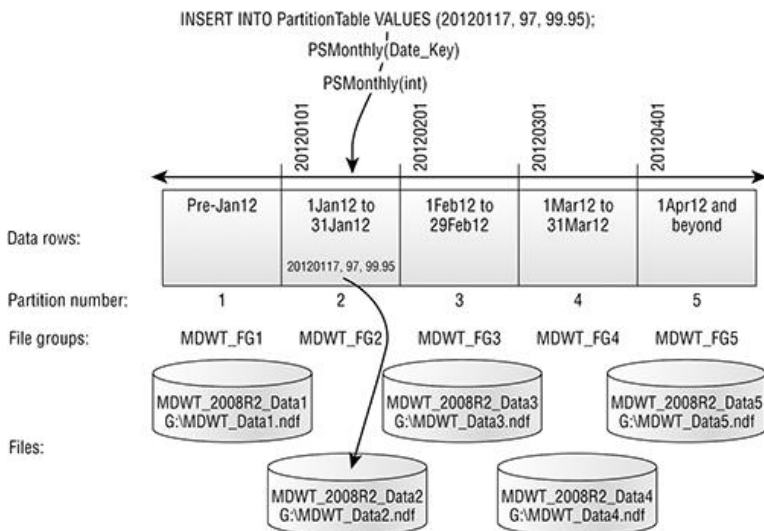 INSERT INTO PartitionTable VALUES (20120117, 97, 99.95);
PSMonthly(Date_Key)
PSMonthly(int)
20120101
20120201
20120301
20120401
Data rows:
Pre-Jan12
1Jan12 to
31Jan12
20120117, 97, 99.95
1Feb12 to
29Feb12
1Mar12 to
31Mar12
1Apr12 and
beyond
Partition number: 1 2 3 4 5
File groups: MDWT_FG1 MDWT_FG2 MDWT_FG3 MDWT_FG4 MDWT_FG5
Files:
MDWT_2008R2_Data1
G:\MDWT_Data1.ndf
MDWT_2008R2_Data2
G:\MDWT_Data2.ndf
MDWT_2008R2_Data3
G:\MDWT_Data3.ndf
MDWT_2008R2_Data4
G:\MDWT_Data4.ndf
MDWT_2008R2_Data5
G:\MDWT_Data5.ndf